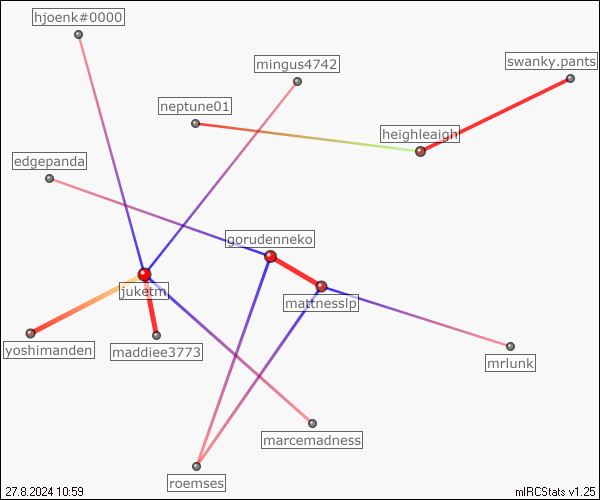 hjoenk#0000
mingus4742
swanky.pants
neptune01
heighleaigh
edgepanda
gorudenneko
juketm
mattnesslp
yoshimanden
maddiee3773
mrlunk
marcemadness
roemses
27.8.2024 10:59
mIRCStats v1.25